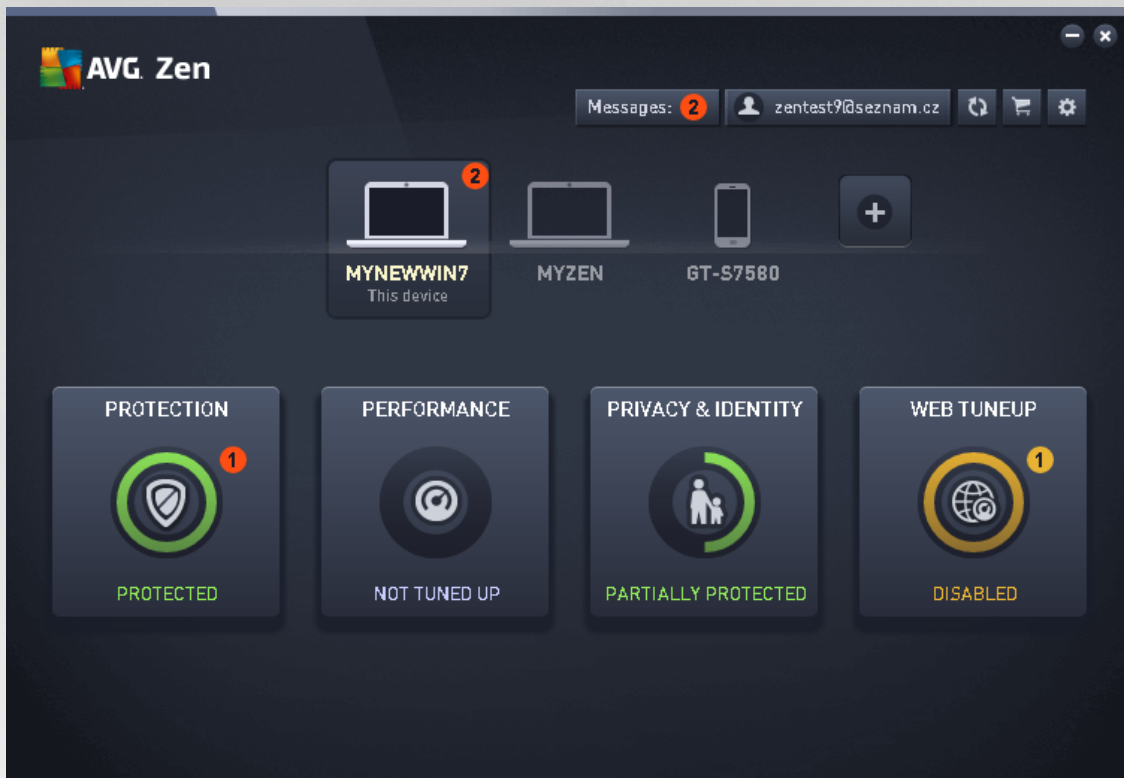 AVG. Zen
Messages: 2
zentest9@seznam.cz
2
MYNEWWIN7
This device
MYZEN
GT-S7580
PROTECTION
1
PROTECTED
PERFORMANCE
NOT TUNED UP
PRIVACY & IDENTITY
PARTIALLY PROTECTED
WEB TUNEUP
1
DISABLED